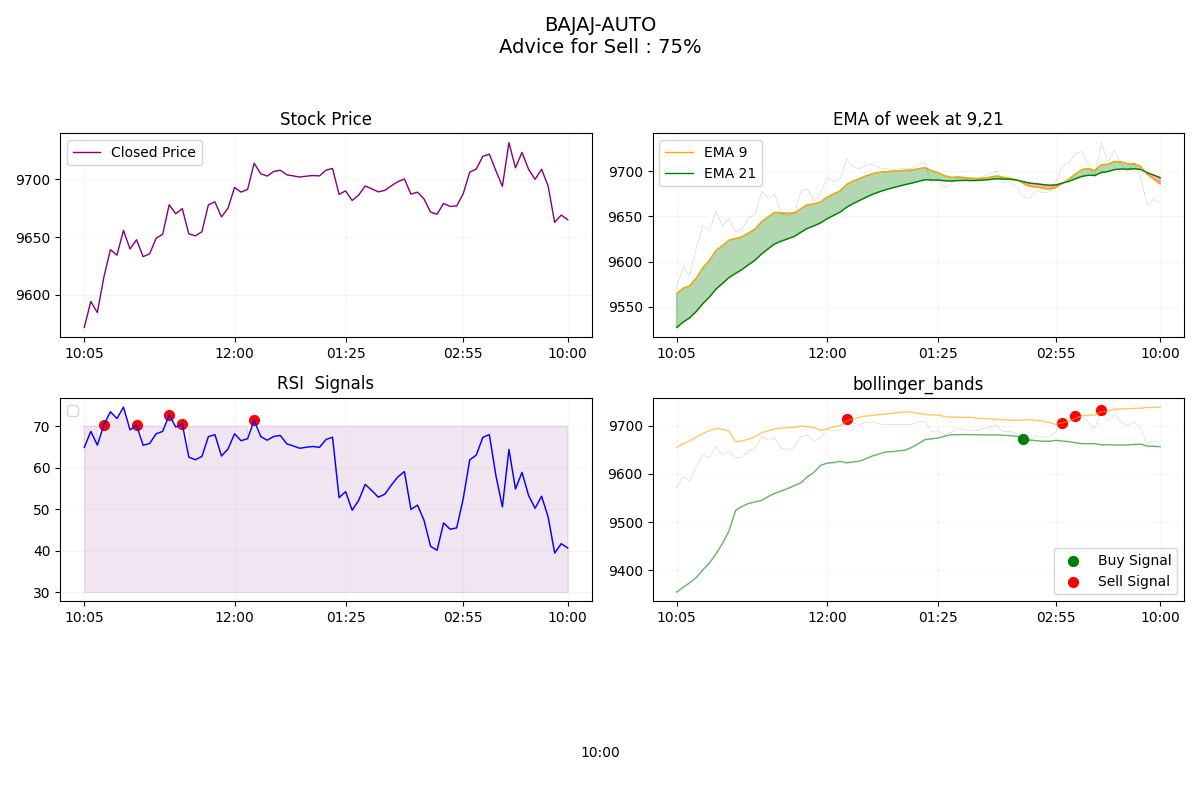 BAJAJ-AUTO
Advice for Sell : 75%
Stock Price
Closed Price
9700
9650
9600
10:05 12:00 01:25 02:55 10:00
EMA of week at 9,21
EMA 9
EMA 21
9700
9650
9600
9550
10:05 12:00 01:25 02:55 10:00
RSI  Signals
70
60
50
40
30
10:05 12:00 01:25 02:55 10:00
bollinger_bands
9700
9600
9500
9400
Buy Signal
Sell Signal
10:05 12:00 01:25 02:55 10:00
10:00